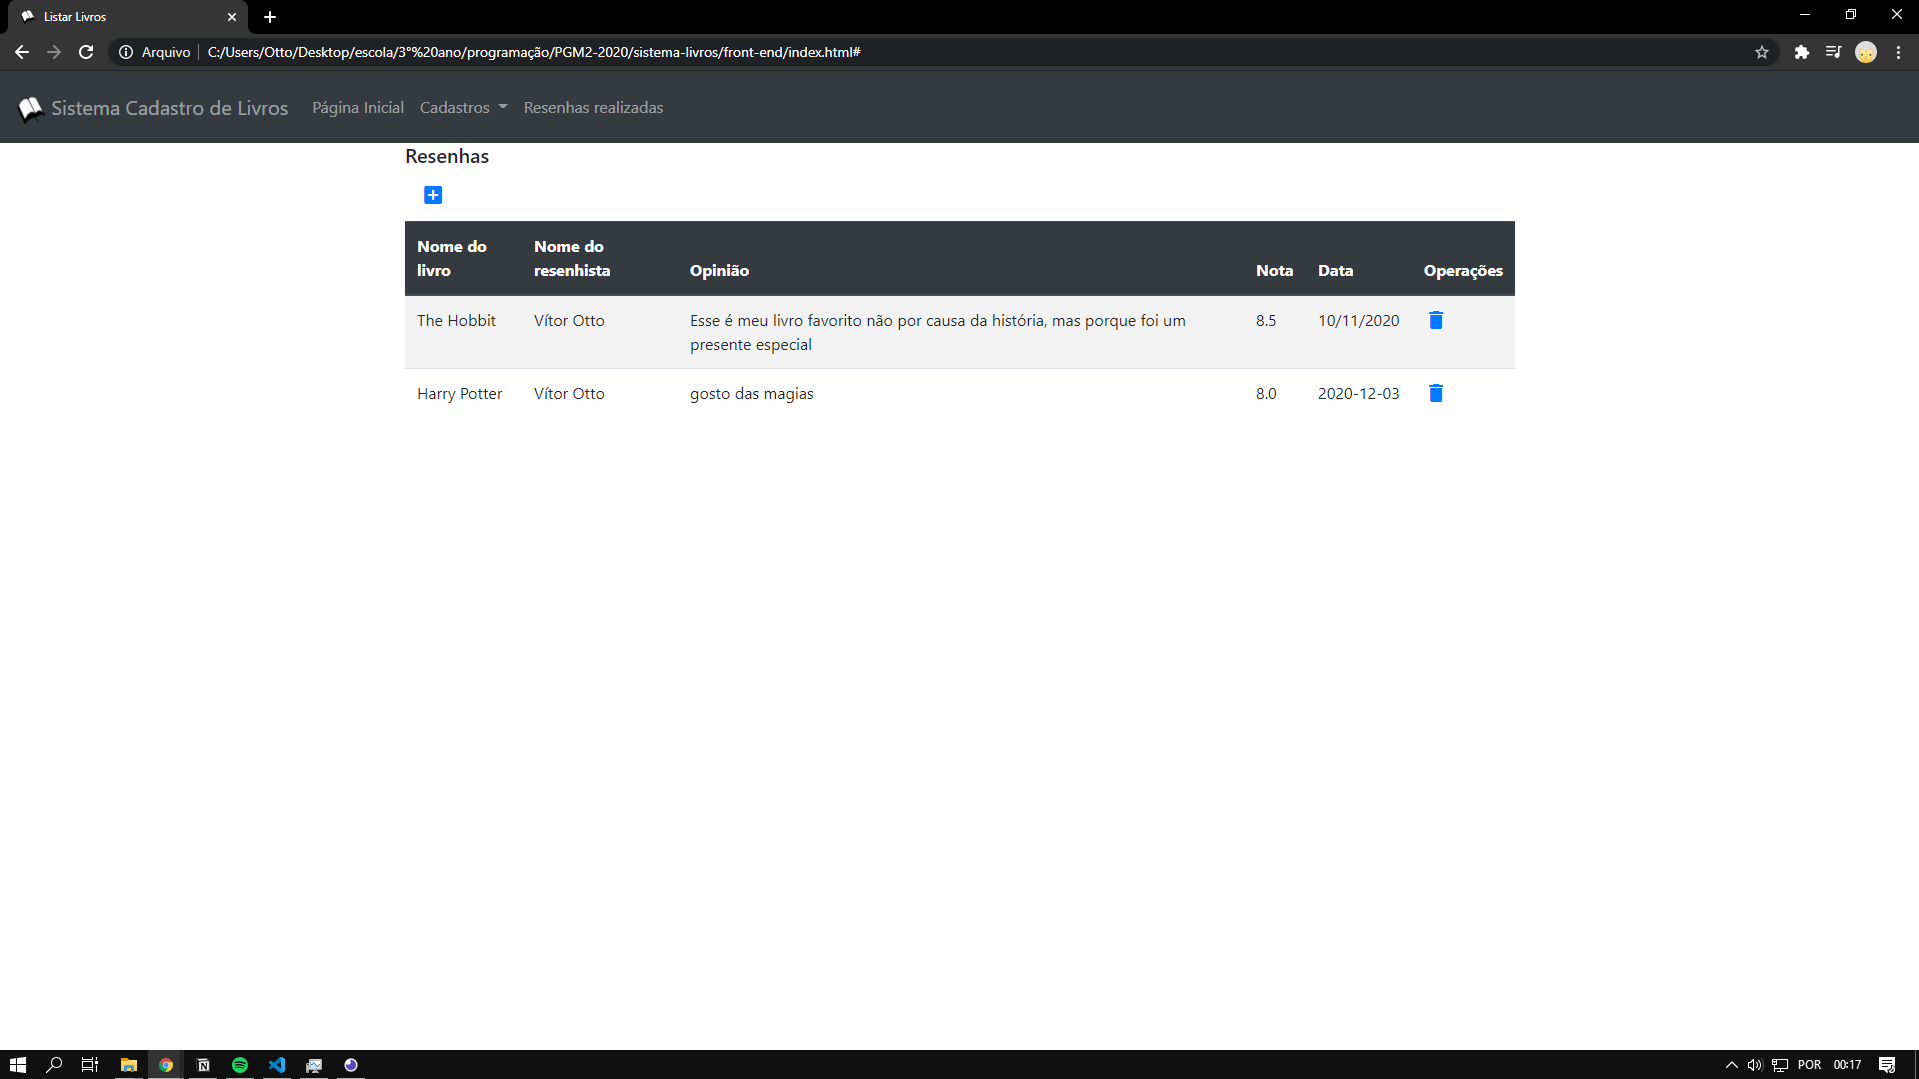 Listar Livros
Arquivo C:/Users/Otto/Desktop/escola/3°%20ano/programação/PGM2-2020/sistema-livros/front-end/index.html#
Sistema Cadastro de Livros Página Inicial Cadastros Resenhas realizadas
Resenhas
Nome do livro Nome do resenhista Opinião Nota Data Operações
The Hobbit Vítor Otto Esse é meu livro favorito não por causa da história, mas porque foi um 8.5 10/11/2020
presente especial
Harry Potter Vítor Otto gosto das magias 8.0 2020-12-03
POR 00:17